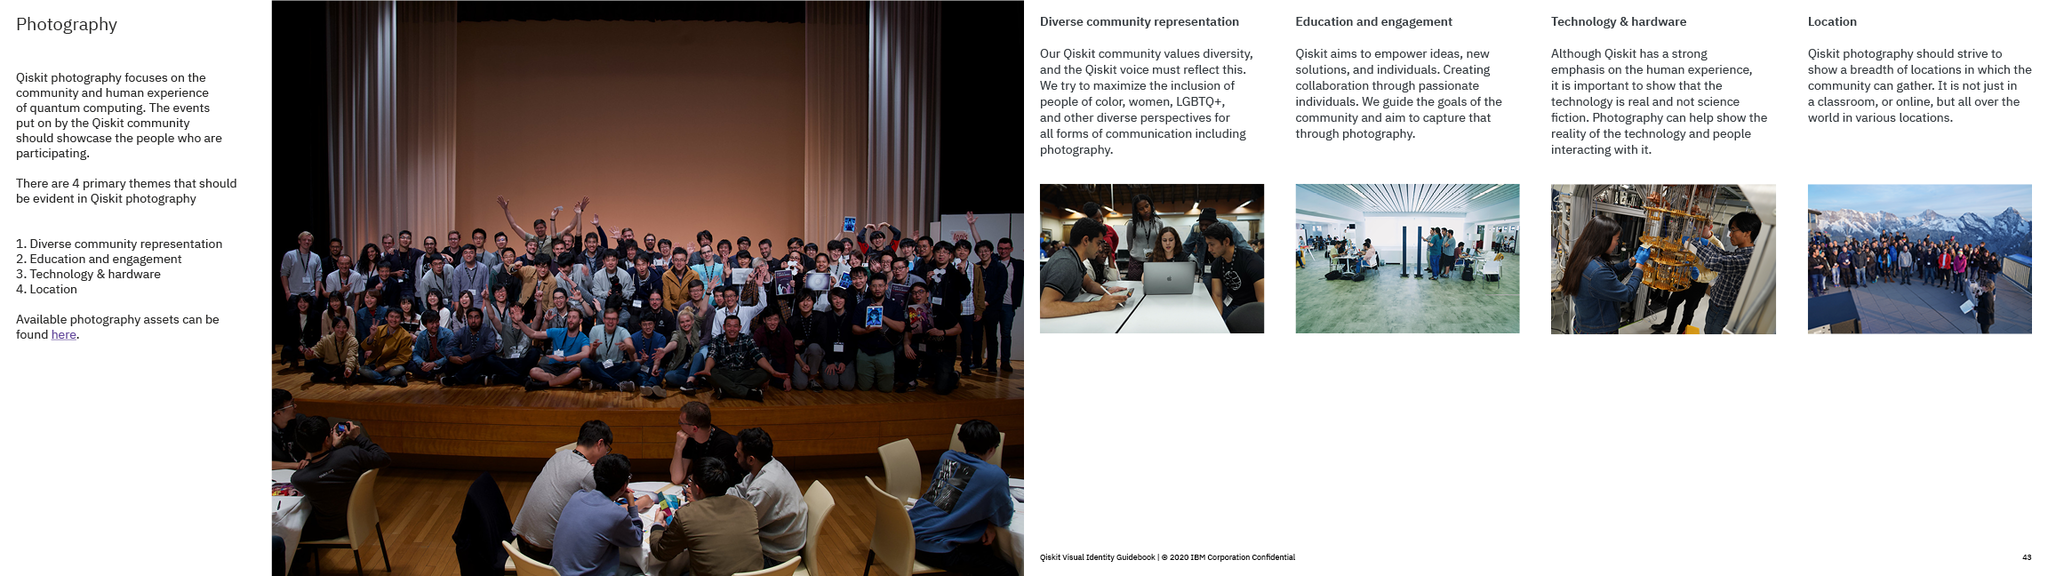 Photography
Qiskit photography focuses on the
community and human experience
of quantum computing. The events
put on by the Qiskit community
should showcase the people who are
participating.
There are 4 primary themes that should
be evident in Qiskit photography
1. Diverse community representation
2. Education and engagement
3. Technology & hardware
4. Location
Available photography assets can be
found here.
Diverse community representation
Our Qiskit community values diversity,
and the Qiskit voice must reflect this.
We try to maximize the inclusion of
people of color, women, LGBTQ+,
and other diverse perspectives for
all forms of communication including
photography.
Education and engagement
Qiskit aims to empower ideas, new
solutions, and individuals. Creating
collaboration through passionate
individuals. We guide the goals of the
community and aim to capture that
through photography.
Technology & hardware
Although Qiskit has a strong
emphasis on the human experience,
it is important to show that the
technology is real and not science
fiction. Photography can help show the
reality of the technology and people
interacting with it.
Location
Qiskit photography should strive to
show a breadth of locations in which the
community can gather. It is not just in
a classroom, or online, but all over the
world in various locations.
Qiskit Visual Identity Guidebook | © 2020 IBM Corporation Confidential
43